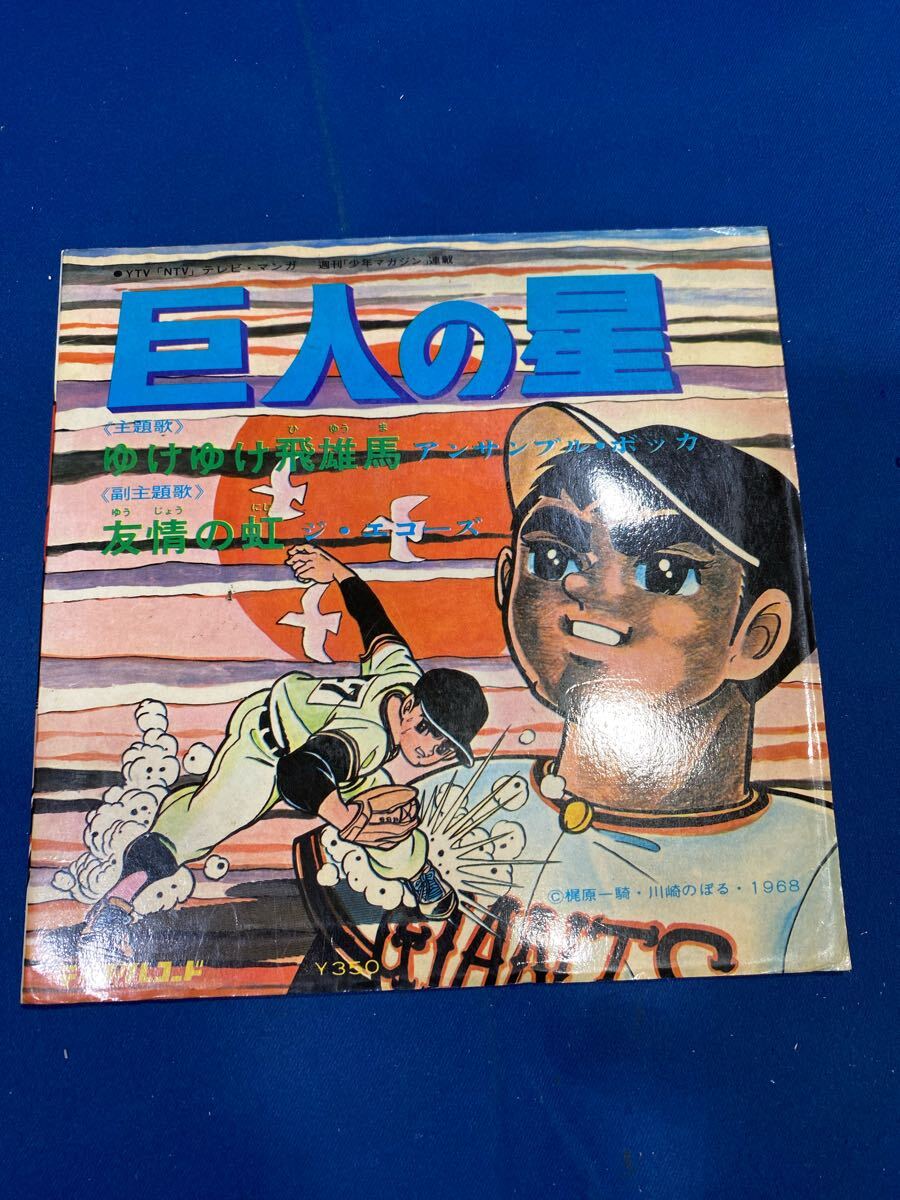 ●YTV「NTV」テレビ・マンガ 週刊「少年マガジン」連載
巨人の星
《主題歌》
ひ ゆう ま
ゆけゆけ飛雄馬 アンサンブル・ボッカ
《副主題歌》
ゆう じょう にじ
友情の虹 ジ・エコーズ
©梶原一騎・川崎のぼる・1968
GIANTS
¥350